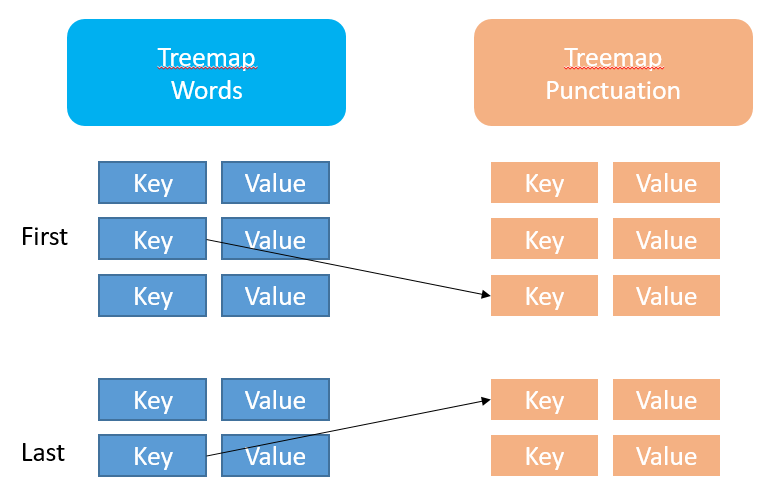 Treemap
Words
Treemap
Punctuation
Key Value Key Value
First Key Value Key Value
Key Value Key Value
Key Value Key Value
Last Key Value Key Value